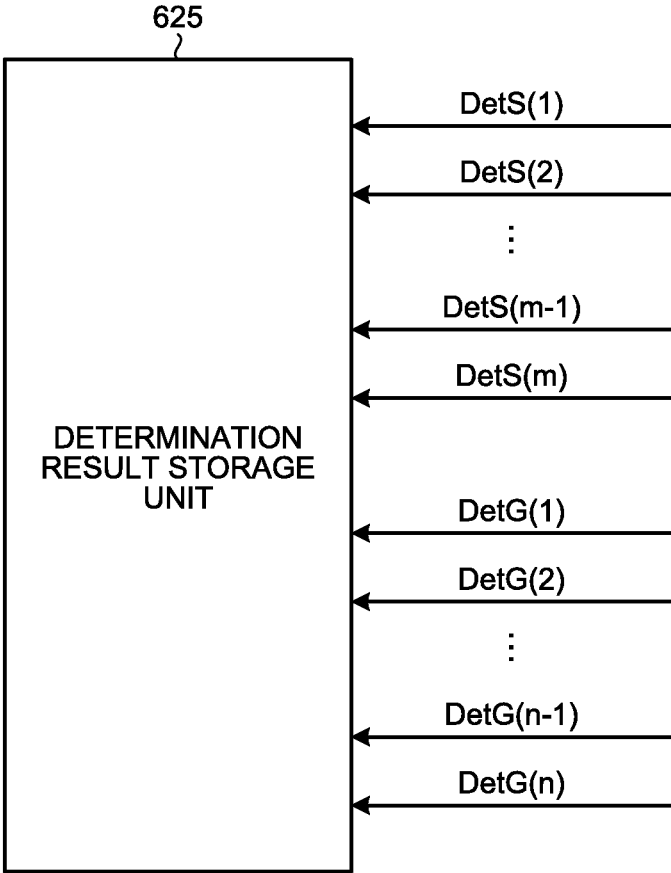 625
DetS(1)
DetS(2)
⋮
DetS(m-1)
DetS(m)
DETERMINATION
RESULT STORAGE
UNIT
DetG(1)
DetG(2)
⋮
DetG(n-1)
DetG(n)